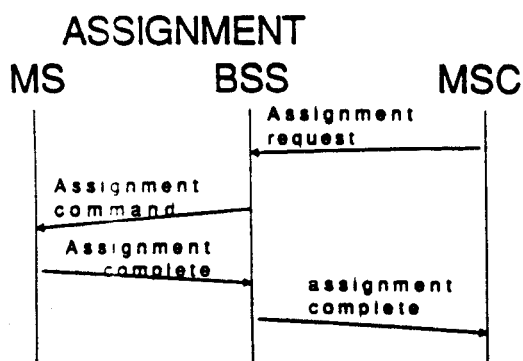 ASSIGNMENT
MS BSS MSC
Assignment
request
Assignment
command
Assignment
complete
assignment
complete